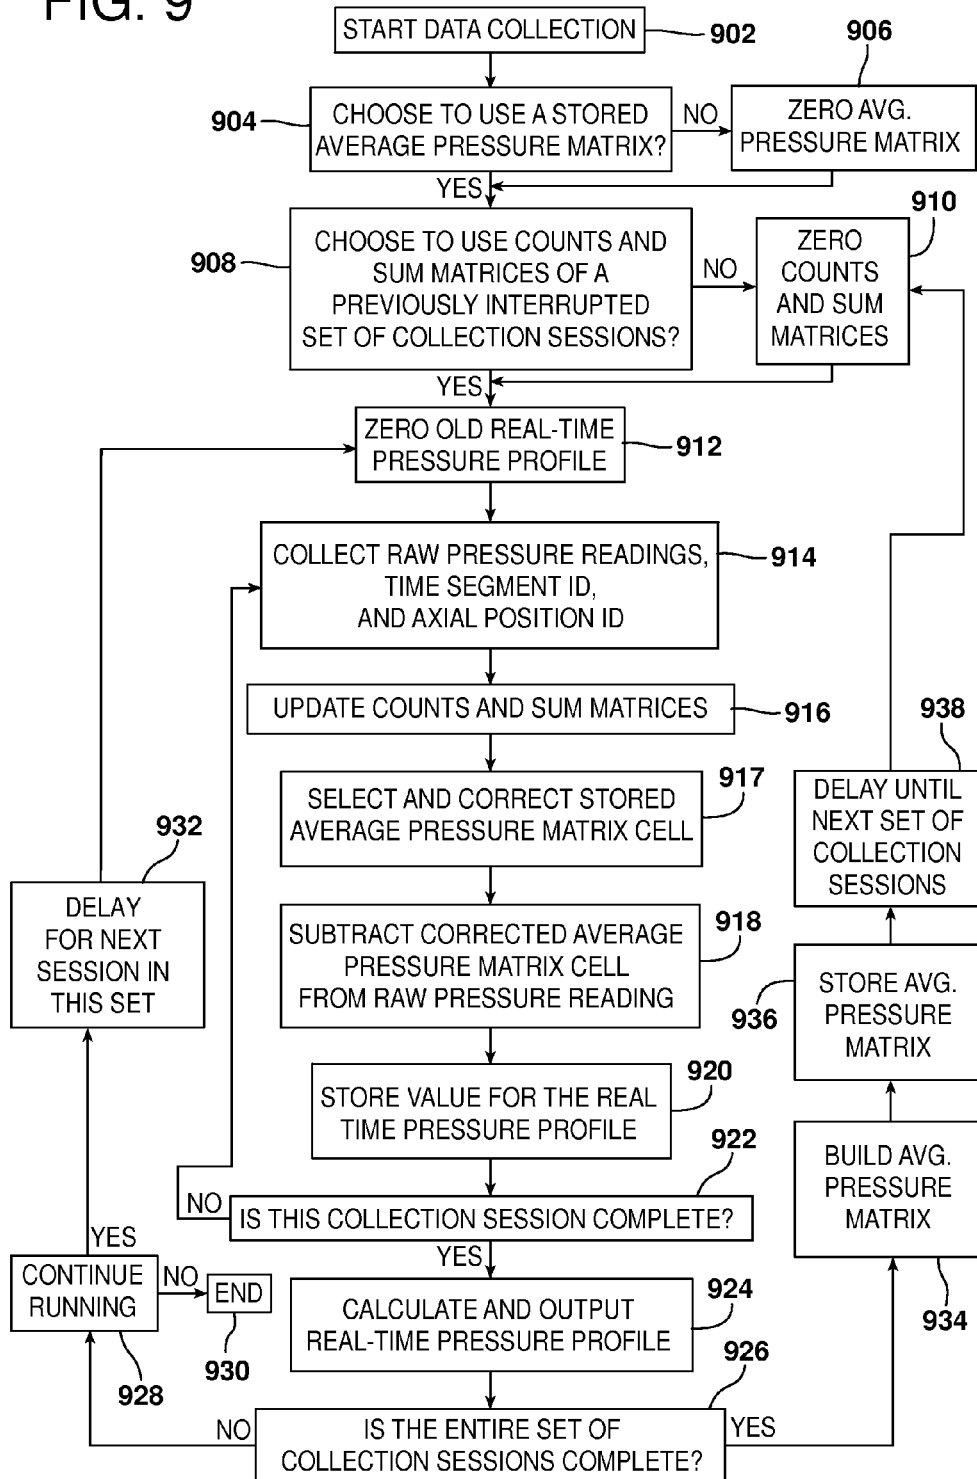 FIG. 9
START DATA COLLECTION
902
906
904
CHOOSE TO USE A STORED
AVERAGE PRESSURE MATRIX?
NO
ZERO AVG.
PRESSURE MATRIX
YES
910
908
CHOOSE TO USE COUNTS AND
SUM MATRICES OF A
PREVIOUSLY INTERRUPTED
SET OF COLLECTION SESSIONS?
NO
ZERO
COUNTS
AND SUM
MATRICES
YES
ZERO OLD REAL-TIME
PRESSURE PROFILE
912
COLLECT RAW PRESSURE READINGS,
TIME SEGMENT ID,
AND AXIAL POSITION ID
914
UPDATE COUNTS AND SUM MATRICES
916
938
917
SELECT AND CORRECT STORED
AVERAGE PRESSURE MATRIX CELL
DELAY UNTIL
NEXT SET OF
COLLECTION
SESSIONS
932
DELAY
FOR NEXT
SESSION IN
THIS SET
SUBTRACT CORRECTED AVERAGE
PRESSURE MATRIX CELL
FROM RAW PRESSURE READING
918
936
STORE AVG.
PRESSURE
MATRIX
STORE VALUE FOR THE REAL
TIME PRESSURE PROFILE
920
922
BUILD AVG.
PRESSURE
MATRIX
934
NO
IS THIS COLLECTION SESSION COMPLETE?
YES
YES
CONTINUE
RUNNING
NO
END
930
928
CALCULATE AND OUTPUT
REAL-TIME PRESSURE PROFILE
924
926
NO
IS THE ENTIRE SET OF
COLLECTION SESSIONS COMPLETE?
YES